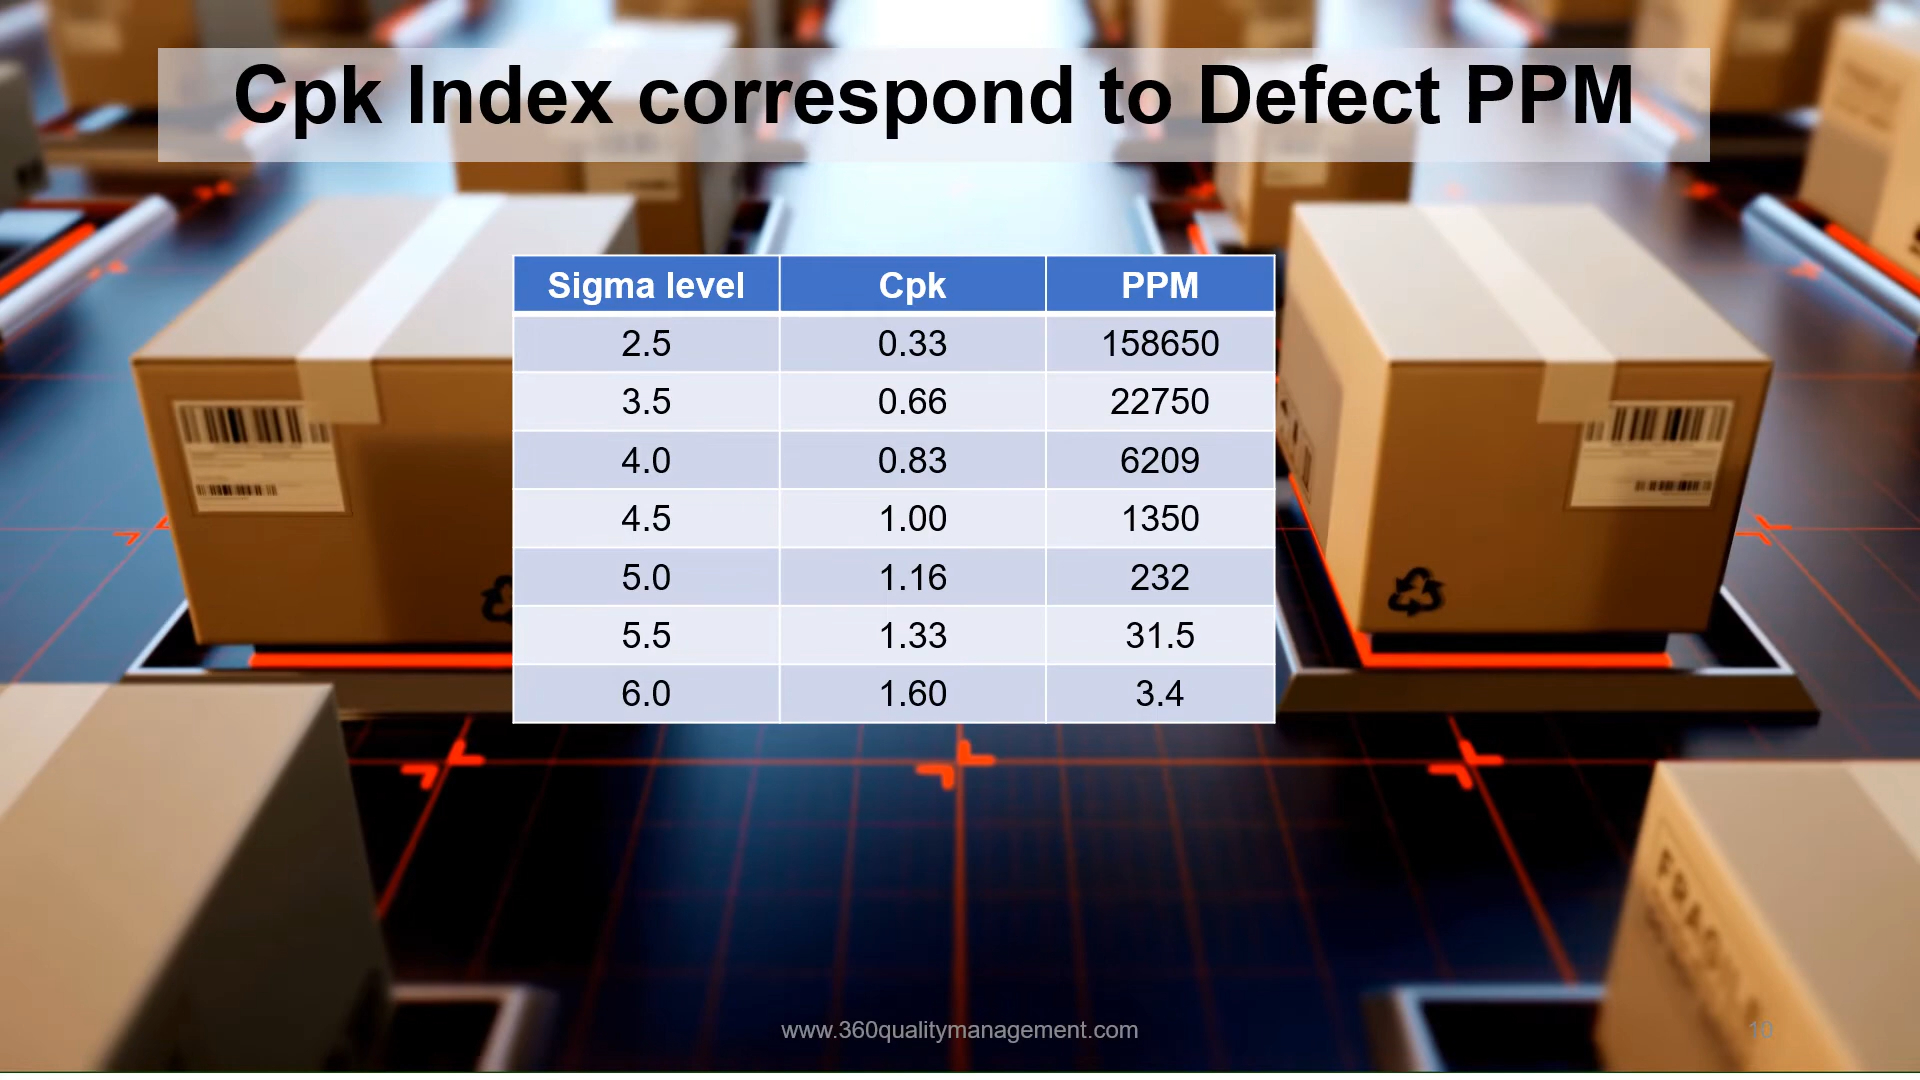 Cpk Index correspond to Defect PPM
Sigma level Cpk PPM
2.5 0.33 158650
3.5 0.66 22750
4.0 0.83 6209
4.5 1.00 1350
5.0 1.16 232
5.5 1.33 31.5
6.0 1.60 3.4
FRAGILE
www.360qualitymanagement.com
10